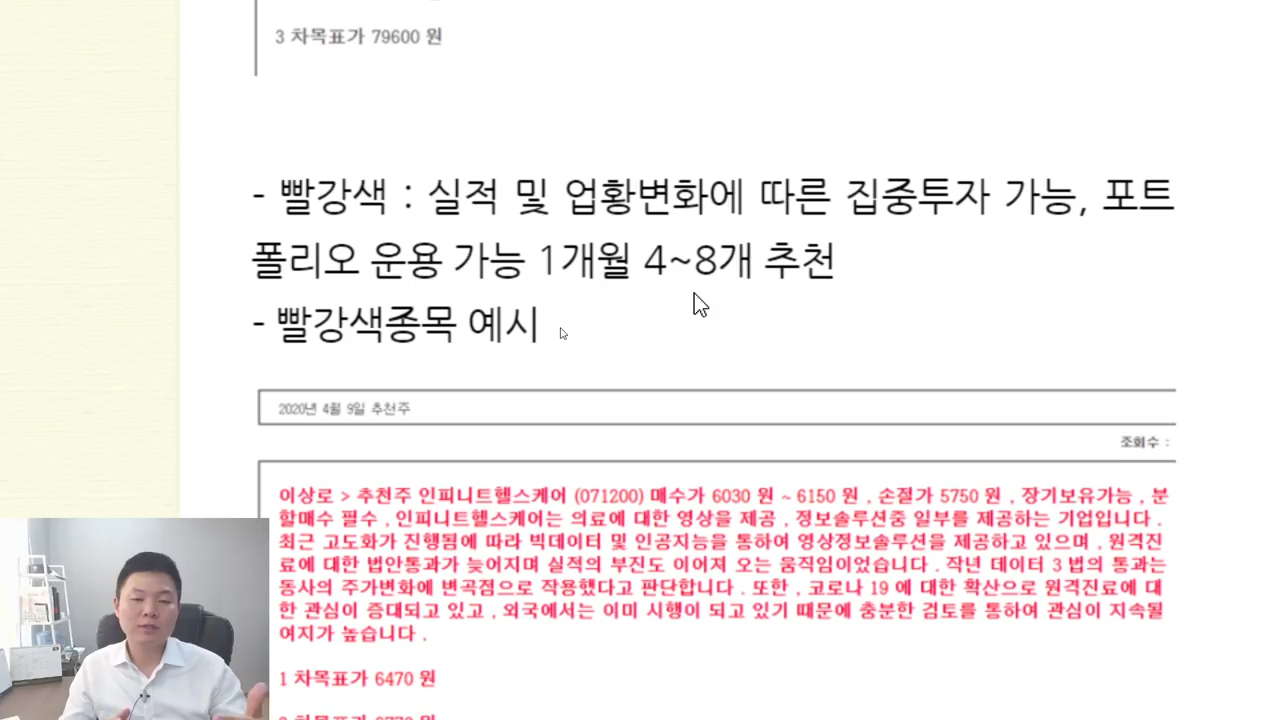 3 차목표가 79600 원
- 빨강색 : 실적 및 업황변화에 따른 집중투자 가능, 포트
폴리오 운용 가능 1개월 4~8개 추천
- 빨강색종목 예시
2020년 4월 9일 추천주
조회수 :
이상로 > 추천주 인피니트헬스케어 (071200) 매수가 6030 원 ~ 6150 원 , 손절가 5750 원 , 장기보유가능 , 분
할매수 필수 , 인피니트헬스케어는 의료에 대한 영상을 제공 , 정보솔루션중 일부를 제공하는 기업입니다 .
최근 고도화가 진행됨에 따라 빅데이터 및 인공지능을 통하여 영상정보솔루션을 제공하고 있으며 , 원격진
료에 대한 법안통과가 늦어지며 실적의 부진도 이어져 오는 움직임이었습니다 . 작년 데이터 3 법의 통과는
동사의 주가변화에 변곡점으로 작용했다고 판단합니다 . 또한 , 코로나 19 에 대한 확산으로 원격진료에 대
한 관심이 증대되고 있고 , 외국에서는 이미 시행이 되고 있기 때문에 충분한 검토를 통하여 관심이 지속될
여지가 높습니다 .
1 차목표가 6470 원